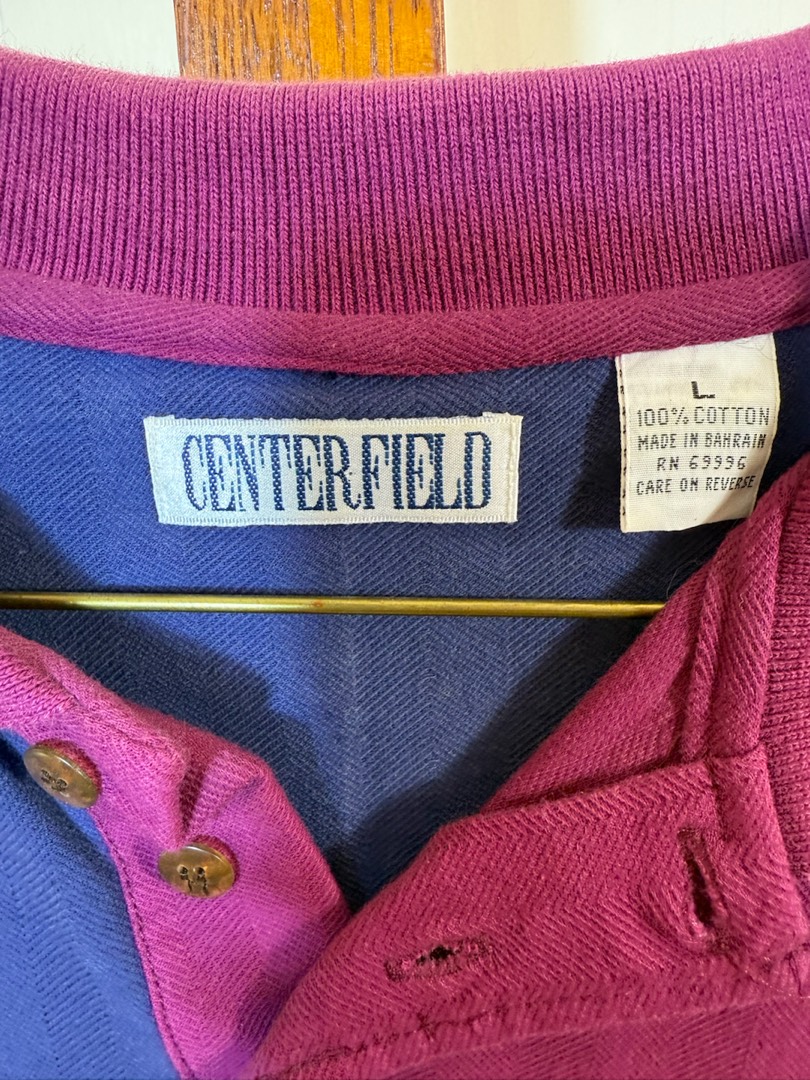 CENTERFIELD
L
100% COTTON
MADE IN BAHRAIN
RN 69996
CARE ON REVERSE